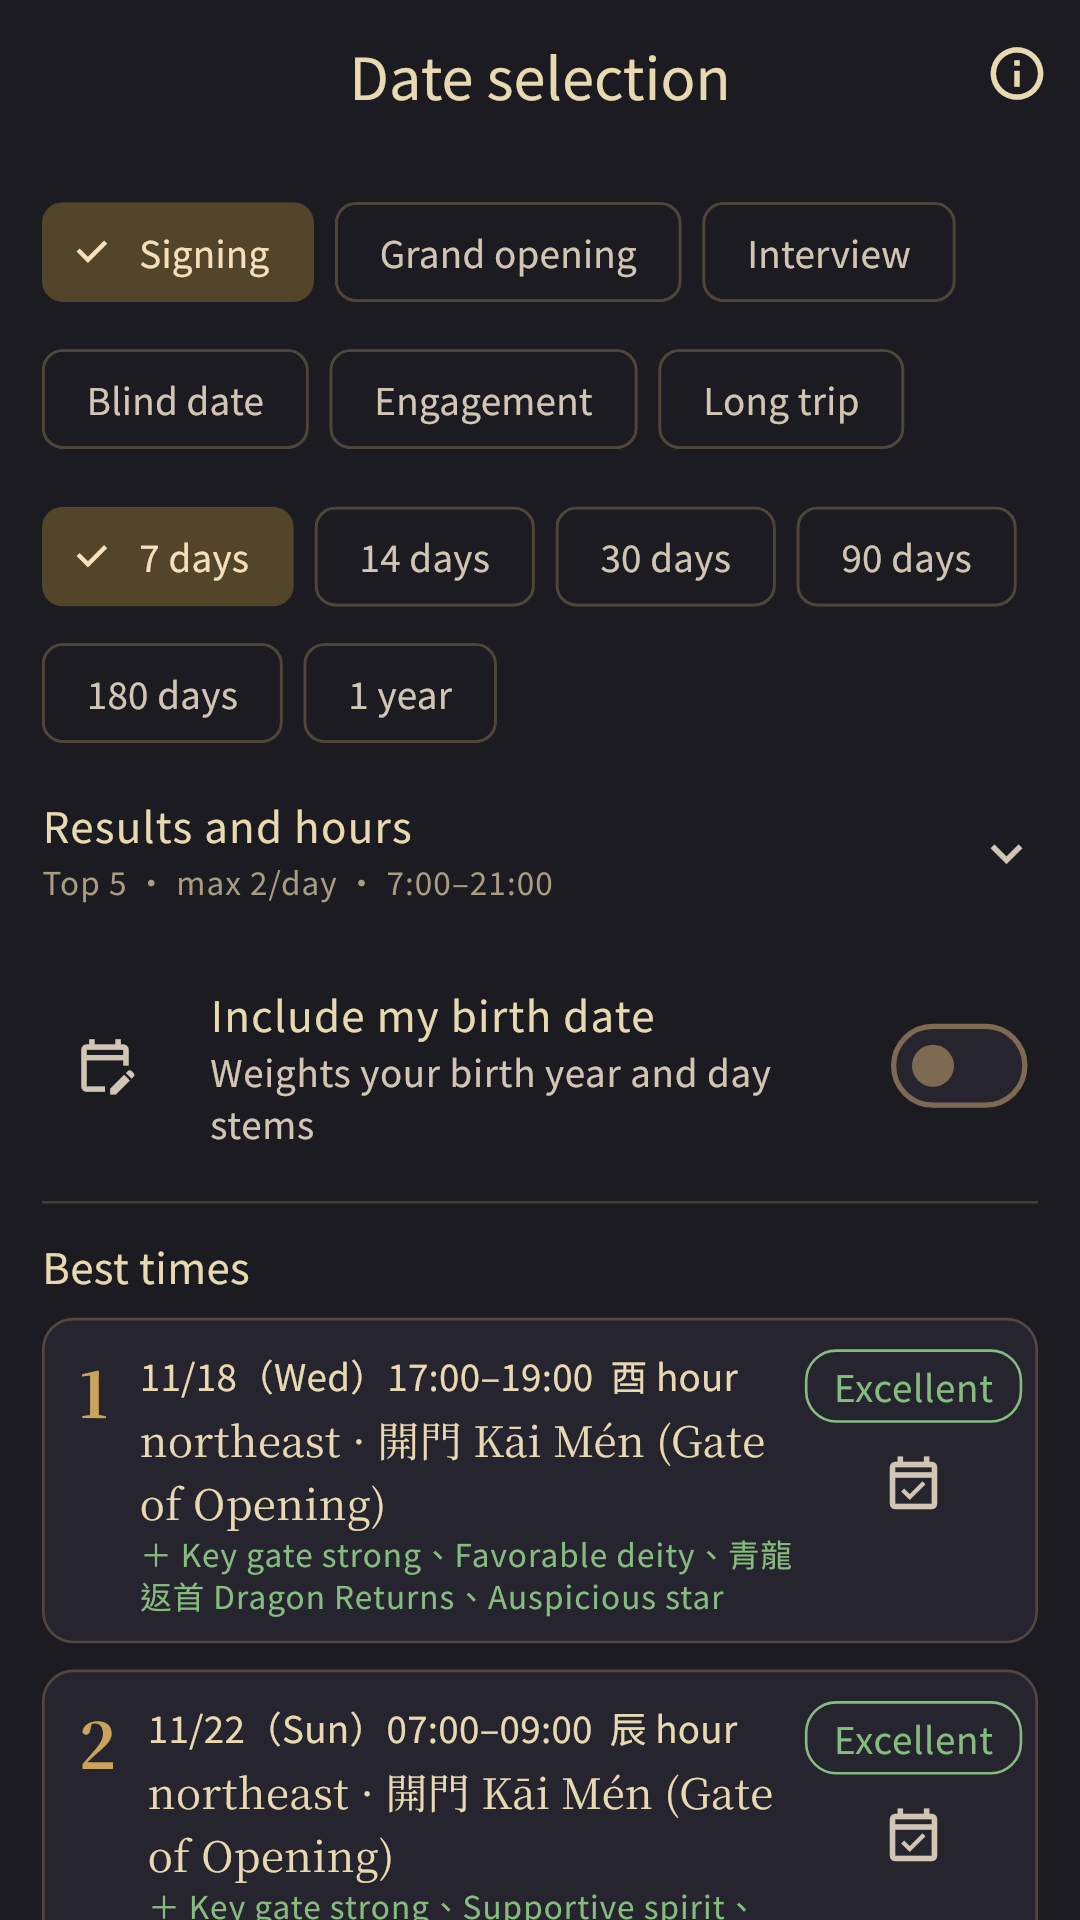 Date selection
Signing
Grand opening
Interview
Blind date
Engagement
Long trip
7 days
14 days
30 days
90 days
180 days
1 year
Results and hours
Top 5 • max 2/day • 7:00–21:00
Include my birth date
Weights your birth year and day
stems
Best times
1
11/18（Wed）17:00–19:00 酉 hour
Excellent
northeast · 開門 Kāi Mén (Gate
of Opening)
＋ Key gate strong、Favorable deity、青龍
返首 Dragon Returns、Auspicious star
2
11/22（Sun）07:00–09:00 辰 hour
Excellent
northeast · 開門 Kāi Mén (Gate
of Opening)
＋ Key gate strong、Supportive spirit、